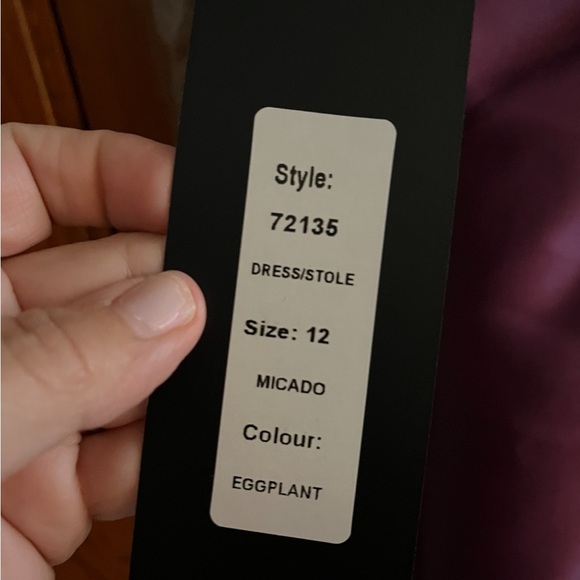 Style:
72135
DRESS/STOLE
Size: 12
MICADO
Colour:
EGGPLANT